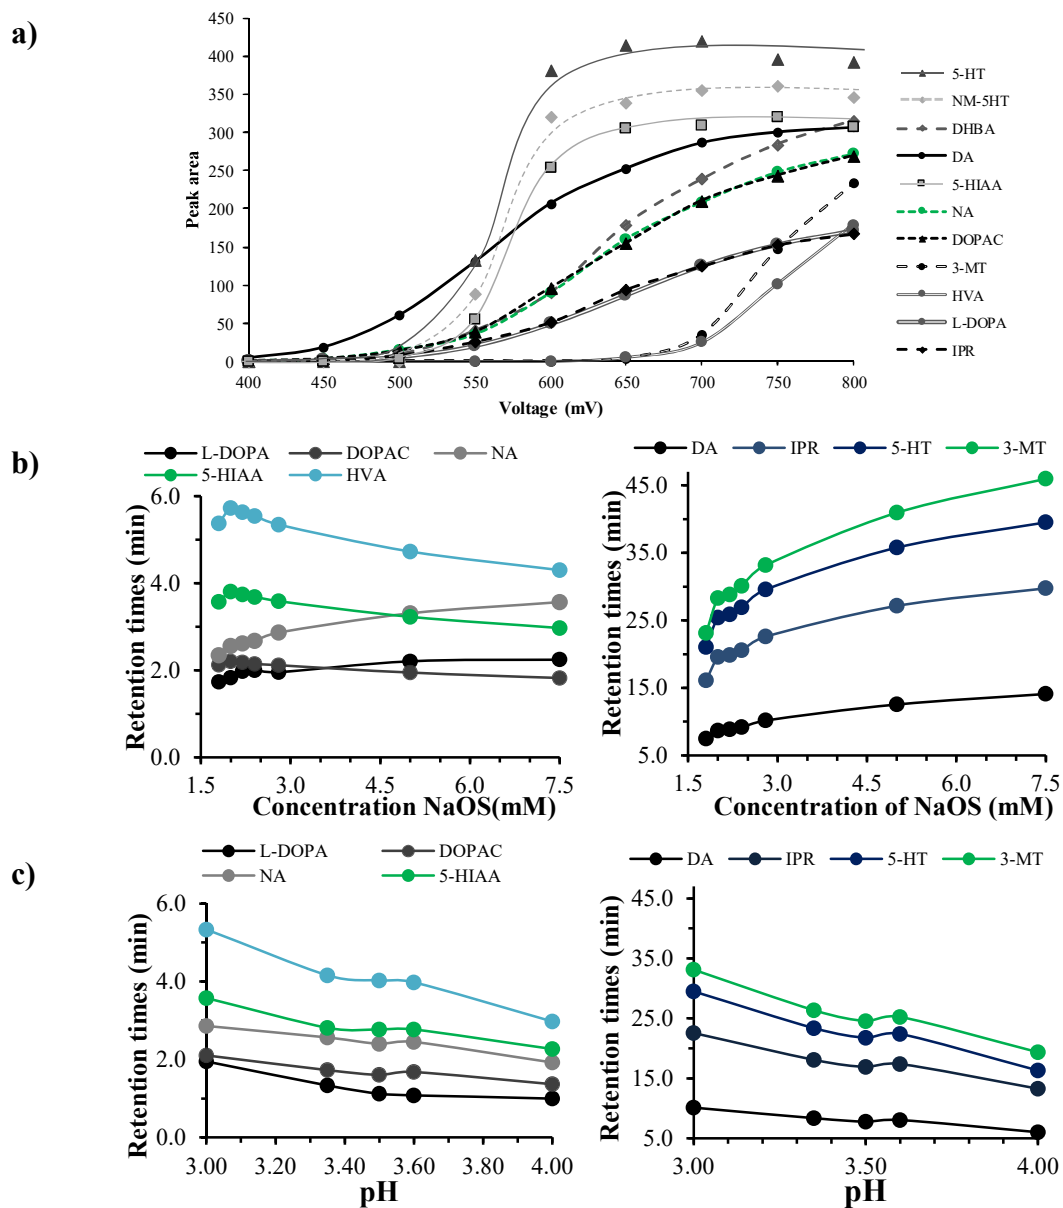 a)
450
400
350
300
250
200
150
100
50
0
Peak area
400 450 500 550 600 650 700 750 800
Voltage (mV)
5-HT
NM-5HT
DHBA
DA
5-HIAA
NA
DOPAC
3-MT
HVA
L-DOPA
IPR
b)
L-DOPA DOPAC NA
5-HIAA HVA
6.0
4.0
2.0
0.0
Retention times (min)
1.5 3.0 4.5 6.0 7.5
Concentration NaOS(mM)
DA IPR 5-HT 3-MT
45.0
35.0
25.0
15.0
5.0
Retention times (min)
1.5 3.0 4.5 6.0 7.5
Concentration of NaOS (mM)
c)
L-DOPA DOPAC
NA 5-HIAA
6.0
4.0
2.0
0.0
Retention times (min)
3.00 3.20 3.40 3.60 3.80 4.00
pH
DA IPR 5-HT 3-MT
45.0
35.0
25.0
15.0
5.0
Retention times (min)
3.00 3.50 4.00
pH